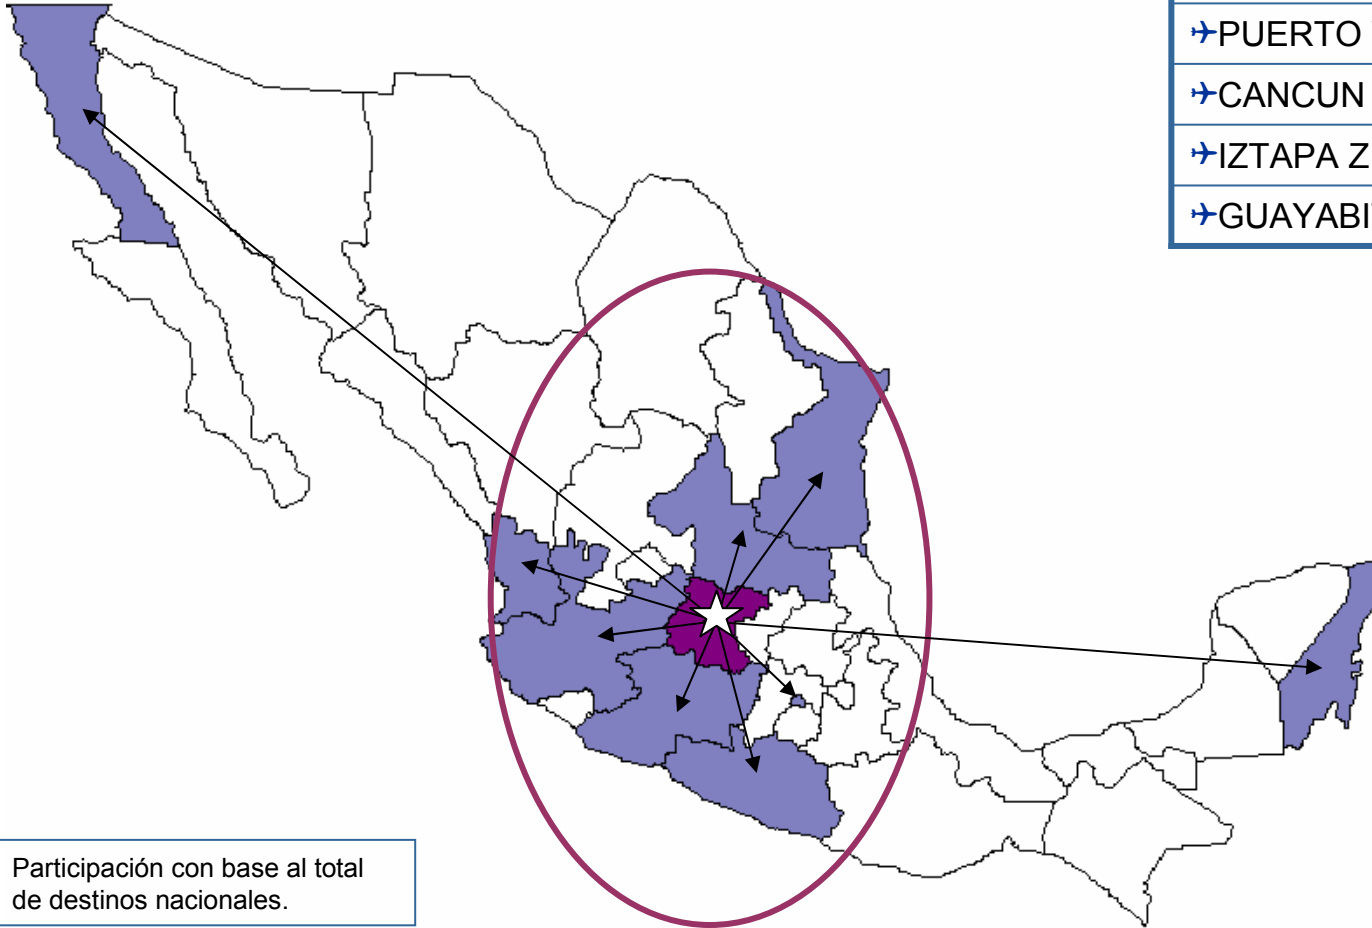 PUERTO
CANCUN
IZTAPA Z
GUAYABI
Participación con base al total
de destinos nacionales.